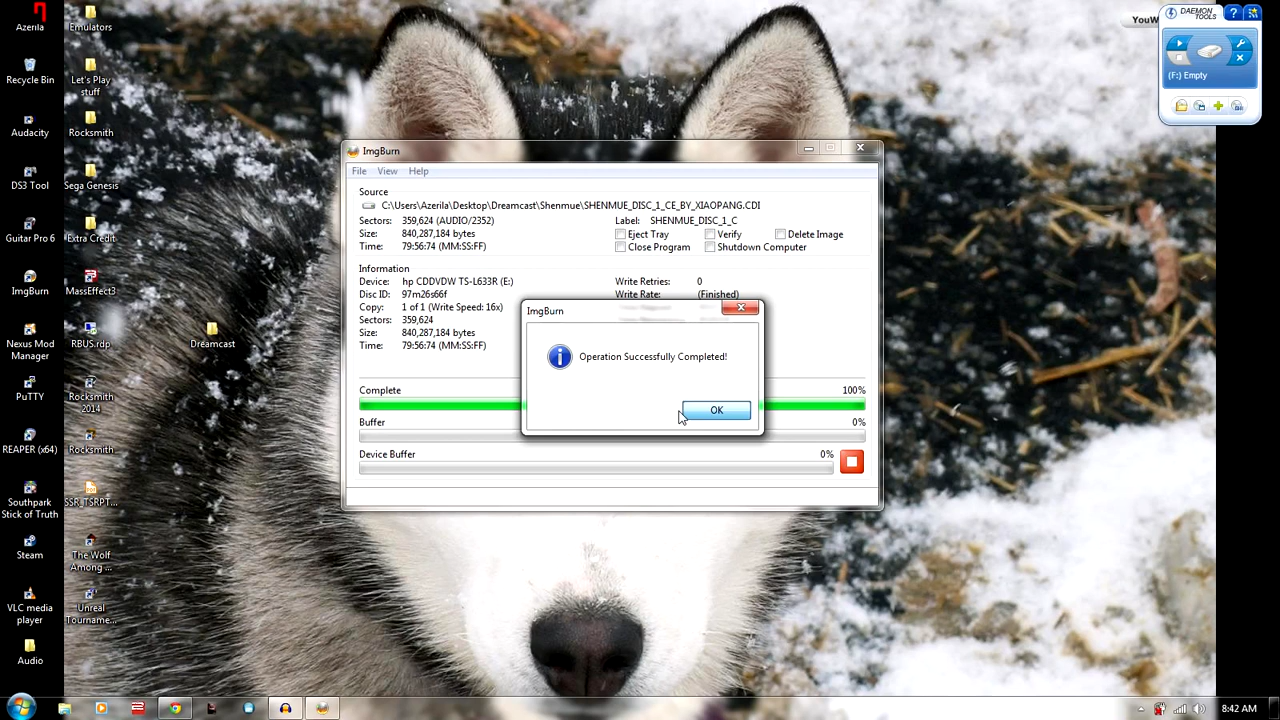 Azerila
Emulators
Recycle Bin
Let's Play
stuff
Audacity
Rocksmith
DS3 Tool
Sega Genesis
Guitar Pro 6
Extra Credit
ImgBurn
MassEffect3
Nexus Mod
Manager
RBUS.rdp
Dreamcast
PuTTY
Rocksmith
2014
REAPER (x64)
Rocksmith
Southpark
Stick of Truth
SSR_TSRPT...
Steam
The Wolf
Among ...
VLC media
player
Unreal
Tourname...
Audio
YouW
DAEMON
TOOLS
?
(F:) Empty
ImgBurn
File View Help
Source
C:\Users\Azerila\Desktop\Dreamcast\Shenmue\SHENMUE_DISC_1_CE_BY_XIAOPANG.CDI
Sectors: 359,624 (AUDIO/2352) Label: SHENMUE_DISC_1_C
Size: 840,287,184 bytes Eject Tray Verify Delete Image
Time: 79:56:74 (MM:SS:FF) Close Program Shutdown Computer
Information
Device: hp CDDVDW TS-L633R (E:) Write Retries: 0
Disc ID: 97m26s66f Write Rate: (Finished)
Copy: 1 of 1 (Write Speed: 16x)
Sectors: 359,624
Size: 840,287,184 bytes
Time: 79:56:74 (MM:SS:FF)
ImgBurn
Operation Successfully Completed!
OK
Complete 100%
Buffer 0%
Device Buffer 0%
8:42 AM